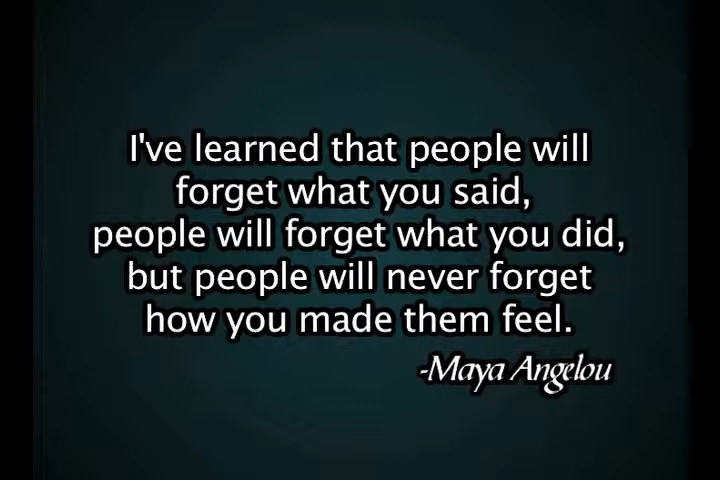 I've learned that people will
forget what you said,
people will forget what you did,
but people will never forget
how you made them feel.
-Maya Angelou